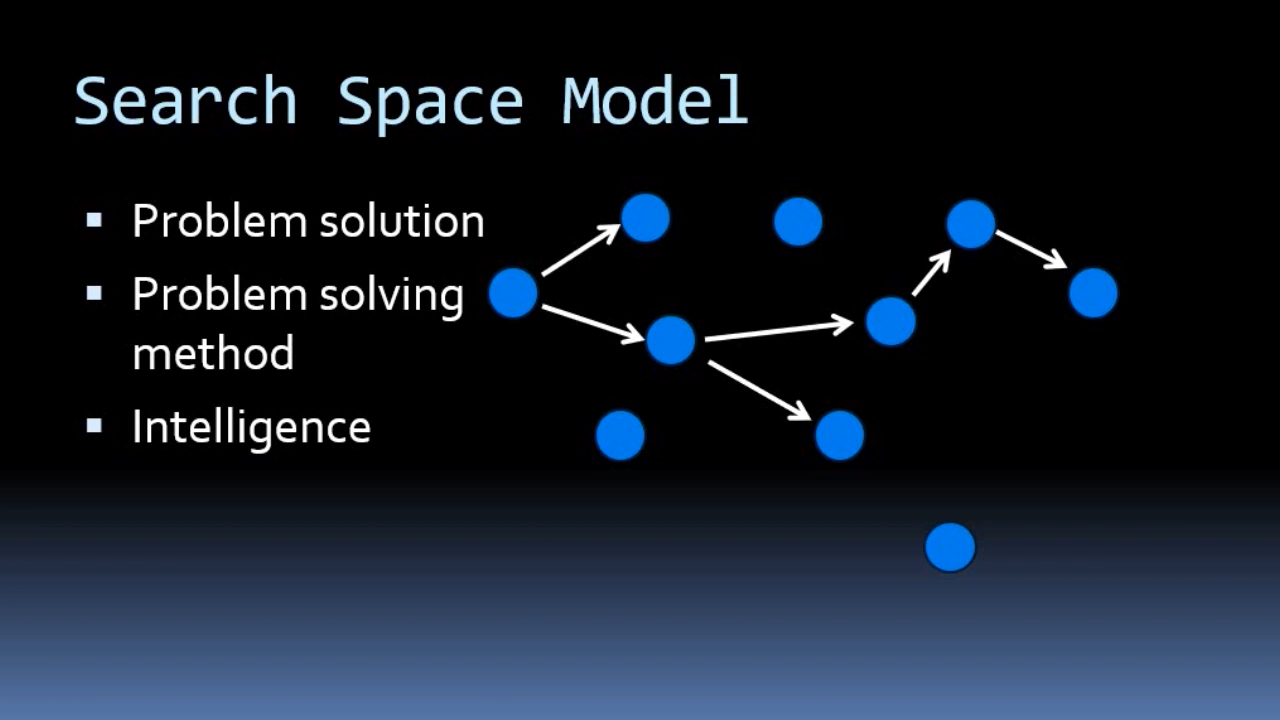 Search Space Model
Problem solution
Problem solving
method
Intelligence